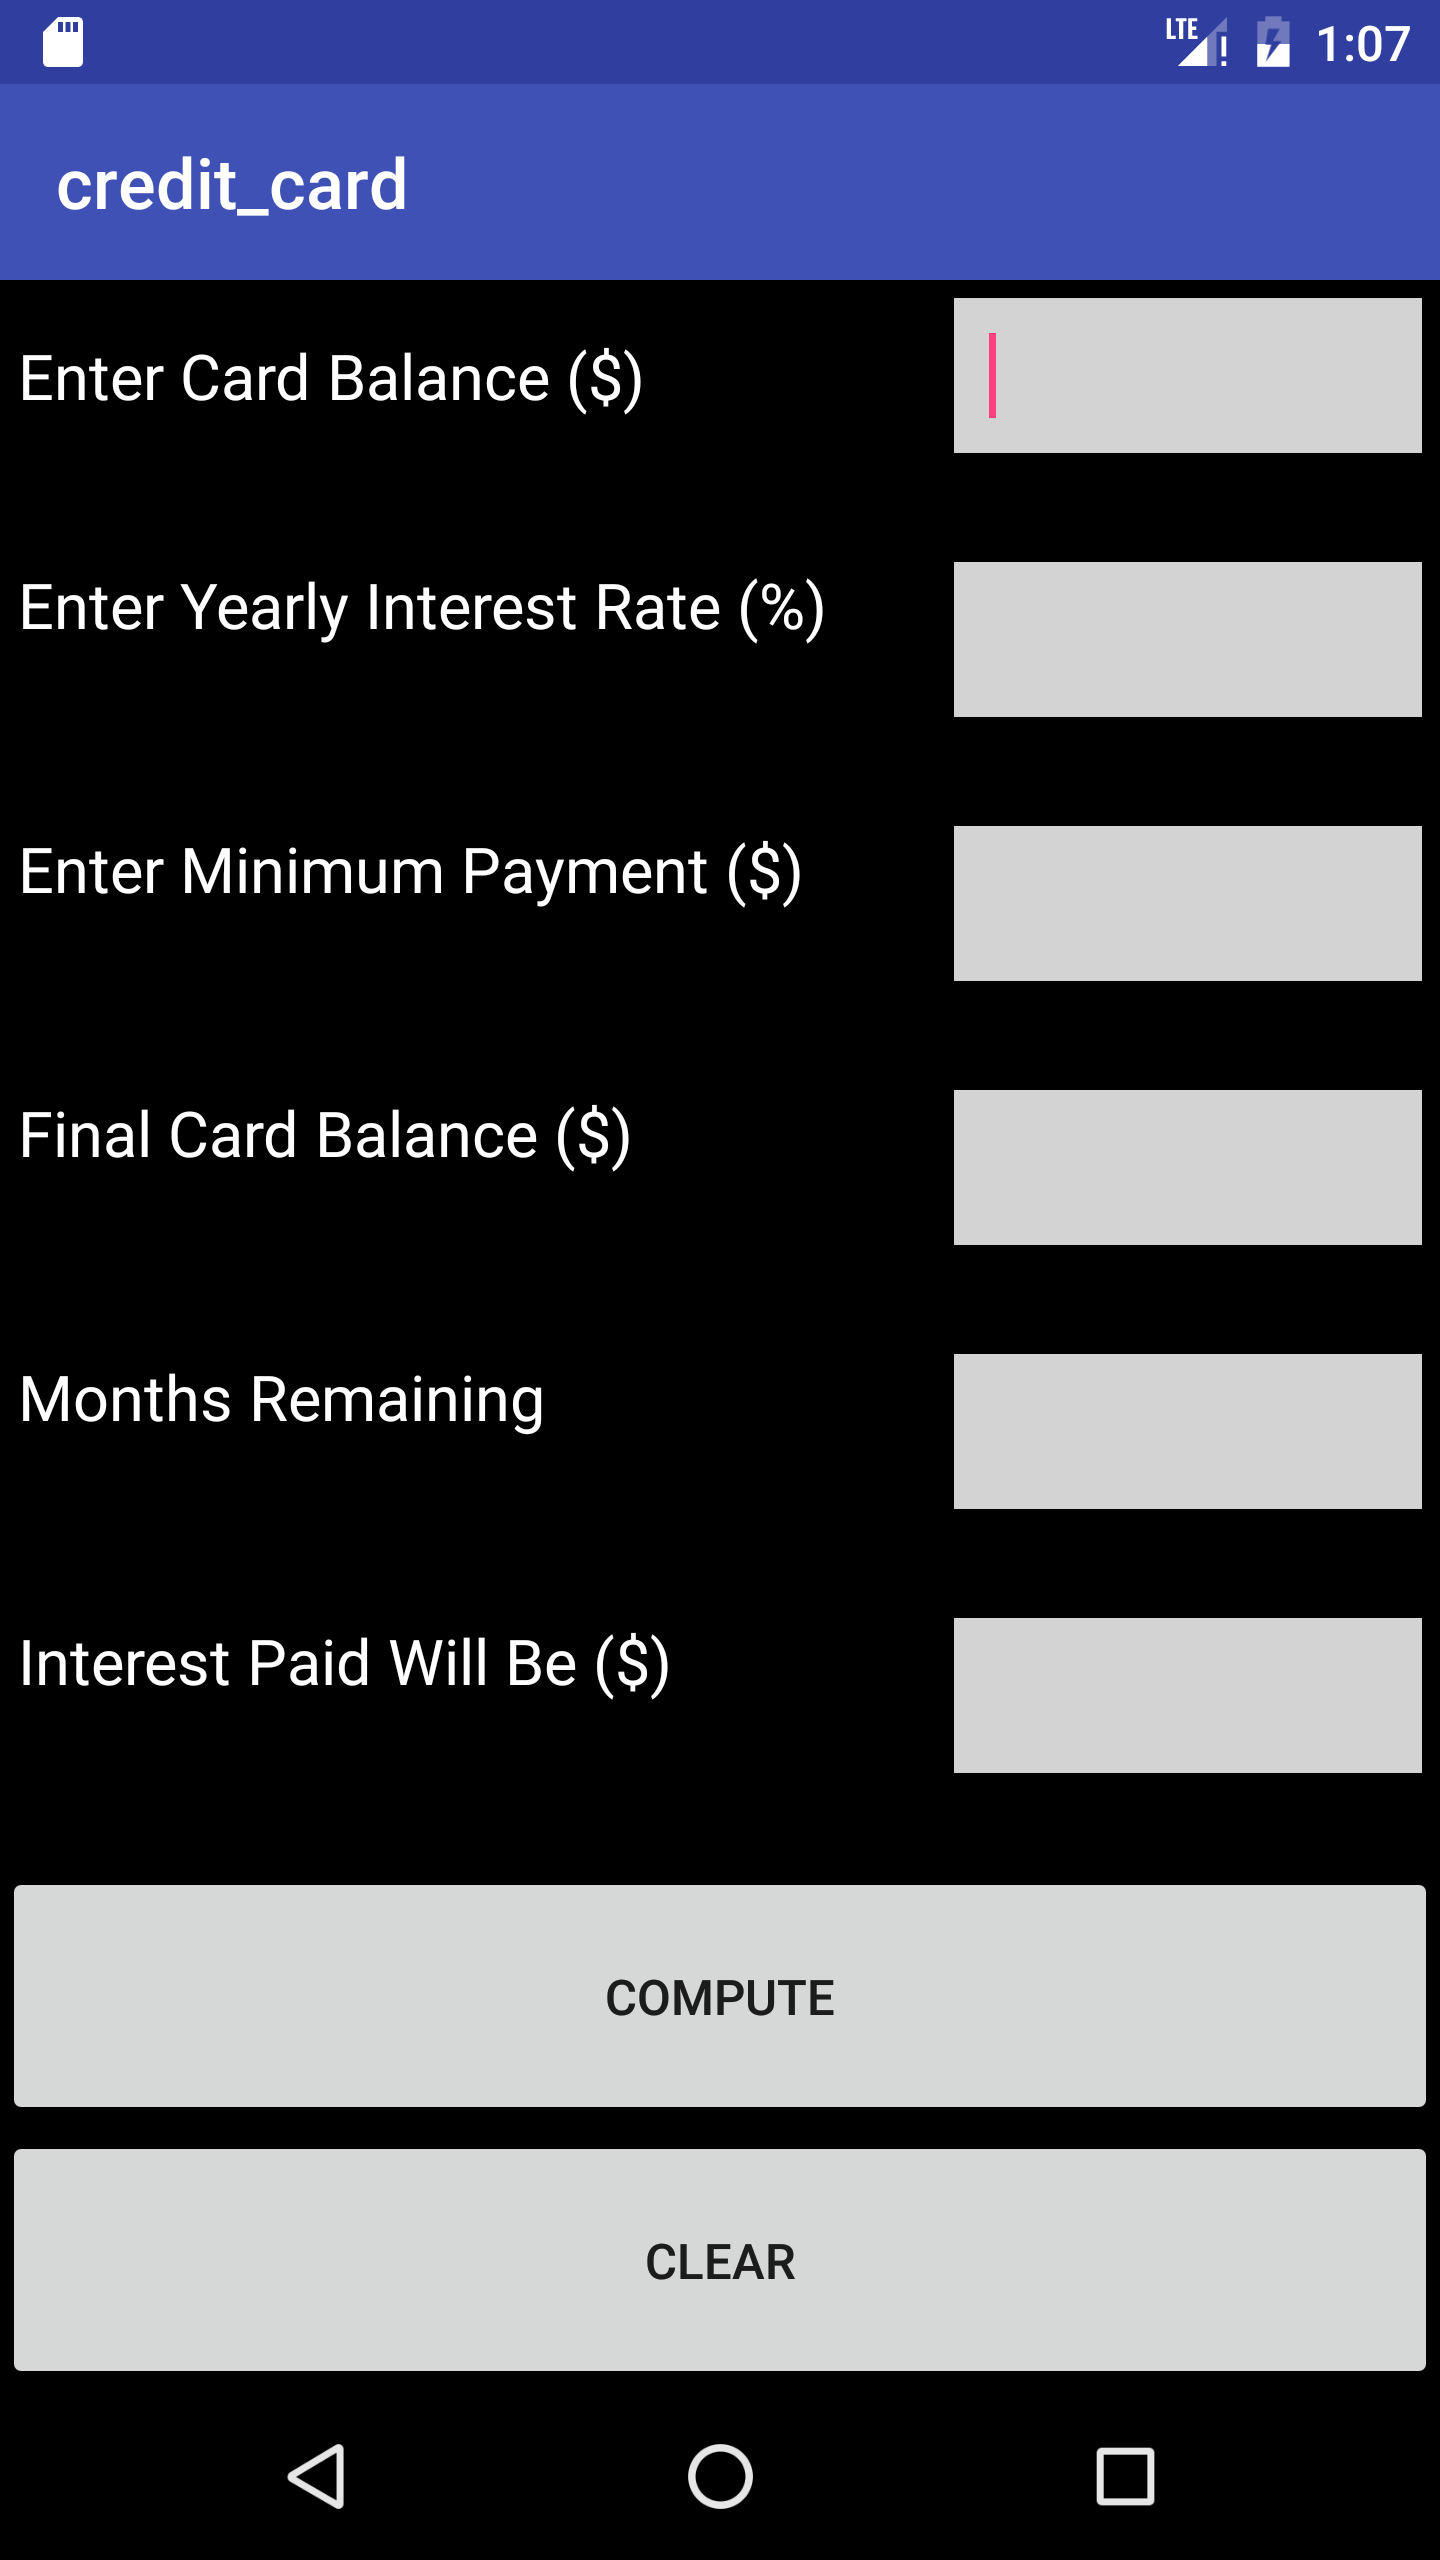 LTE 1:07
credit_card
Enter Card Balance ($)
Enter Yearly Interest Rate (%)
Enter Minimum Payment ($)
Final Card Balance ($)
Months Remaining
Interest Paid Will Be ($)
COMPUTE
CLEAR